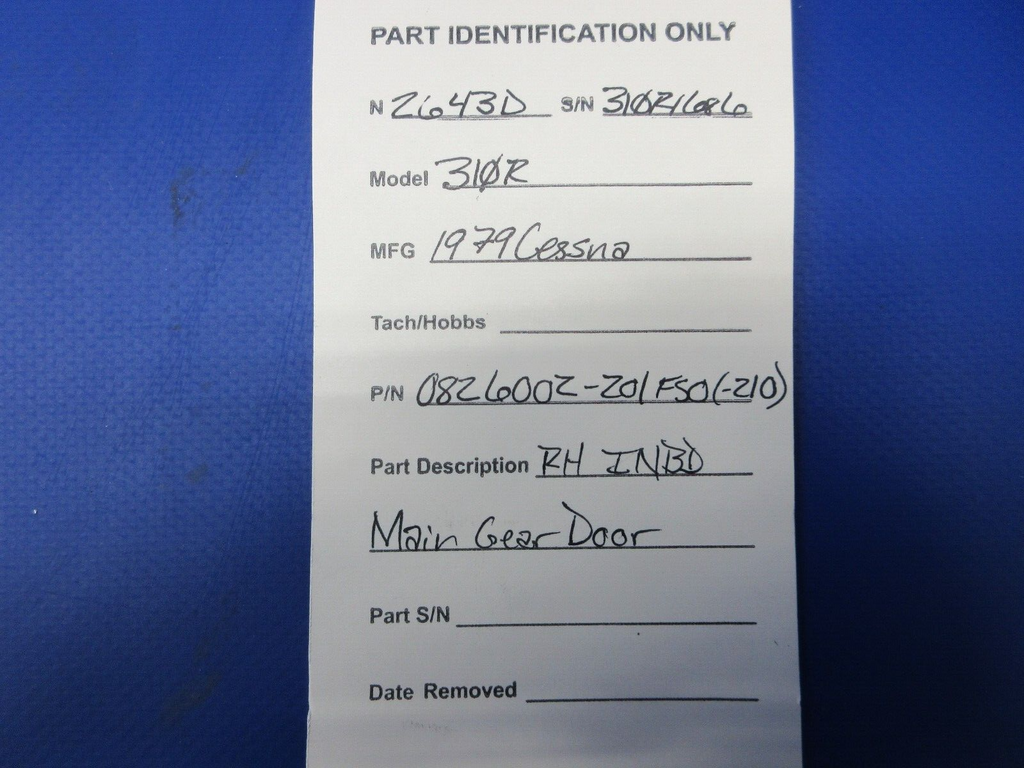 PART IDENTIFICATION ONLY
N 2643D S/N 310R1686
Model 310R
MFG 1979 Cessna
Tach/Hobbs
P/N 0826002-201 FSO(-210)
Part Description RH INBD
Main Gear Door
Part S/N
Date Removed